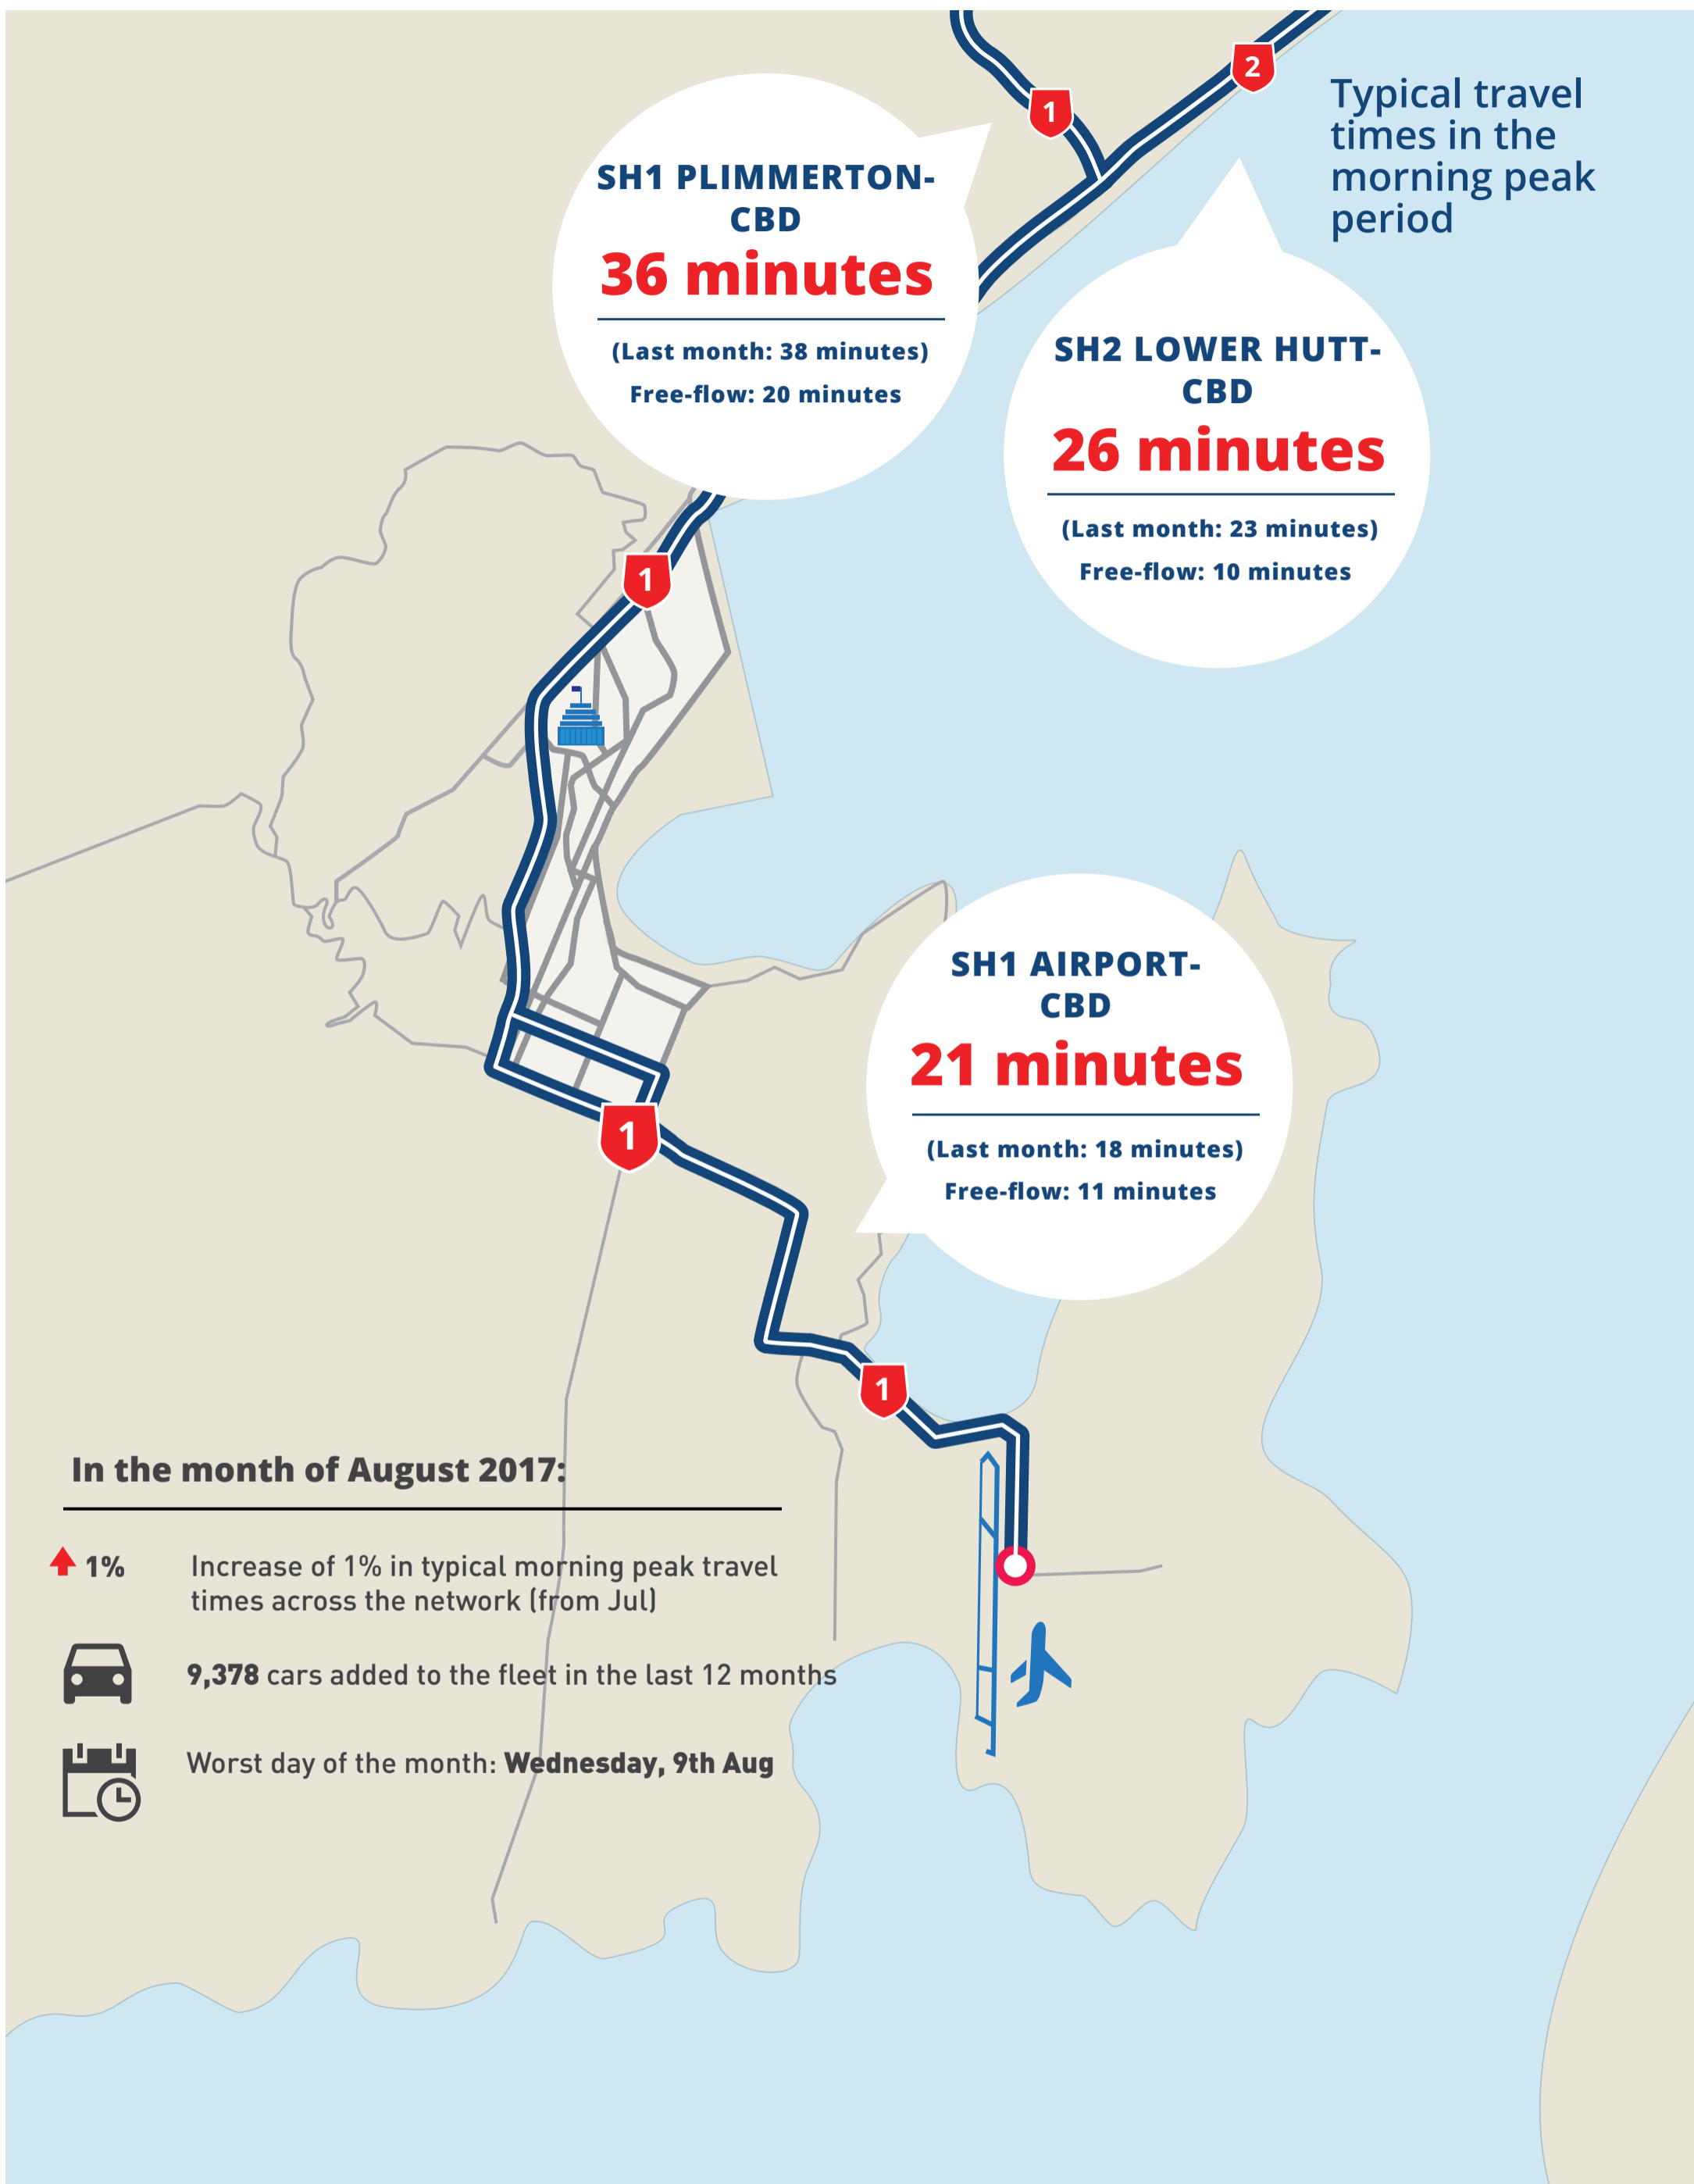 2
1
Typical travel
times in the
morning peak
period
SH1 PLIMMERTON-
CBD
36 minutes
(Last month: 38 minutes)
Free-flow: 20 minutes
SH2 LOWER HUTT-
CBD
26 minutes
(Last month: 23 minutes)
Free-flow: 10 minutes
1
SH1 AIRPORT-
CBD
21 minutes
(Last month: 18 minutes)
Free-flow: 11 minutes
1
1
In the month of August 2017:
1%
Increase of 1% in typical morning peak travel
times across the network (from Jul)
9,378 cars added to the fleet in the last 12 months
Worst day of the month: Wednesday, 9th Aug